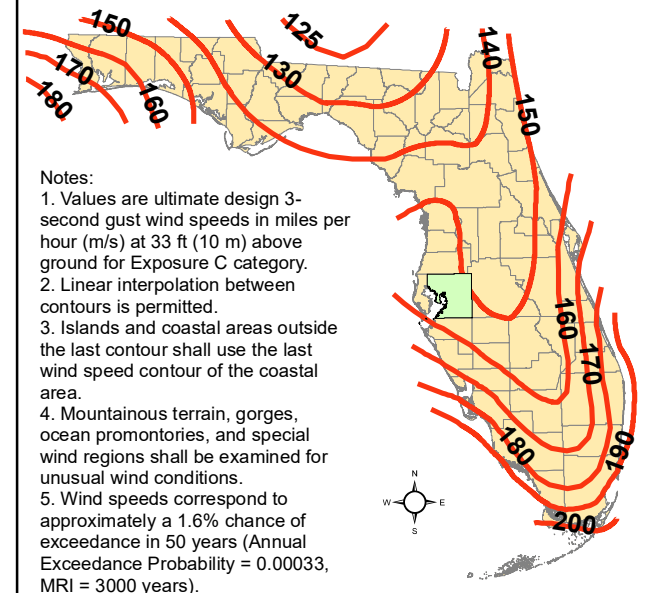 150
125
140
170
130
180
160
150
Notes:
1. Values are ultimate design 3-
second gust wind speeds in miles per
hour (m/s) at 33 ft (10 m) above
ground for Exposure C category.
2. Linear interpolation between
contours is permitted.
3. Islands and coastal areas outside
the last contour shall use the last
wind speed contour of the coastal
area.
4. Mountainous terrain, gorges,
ocean promontories, and special
wind regions shall be examined for
unusual wind conditions.
5. Wind speeds correspond to
approximately a 1.6% chance of
exceedance in 50 years (Annual
Exceedance Probability = 0.00033,
MRI = 3000 years).
160
170
180
190
200
N
W
E
S